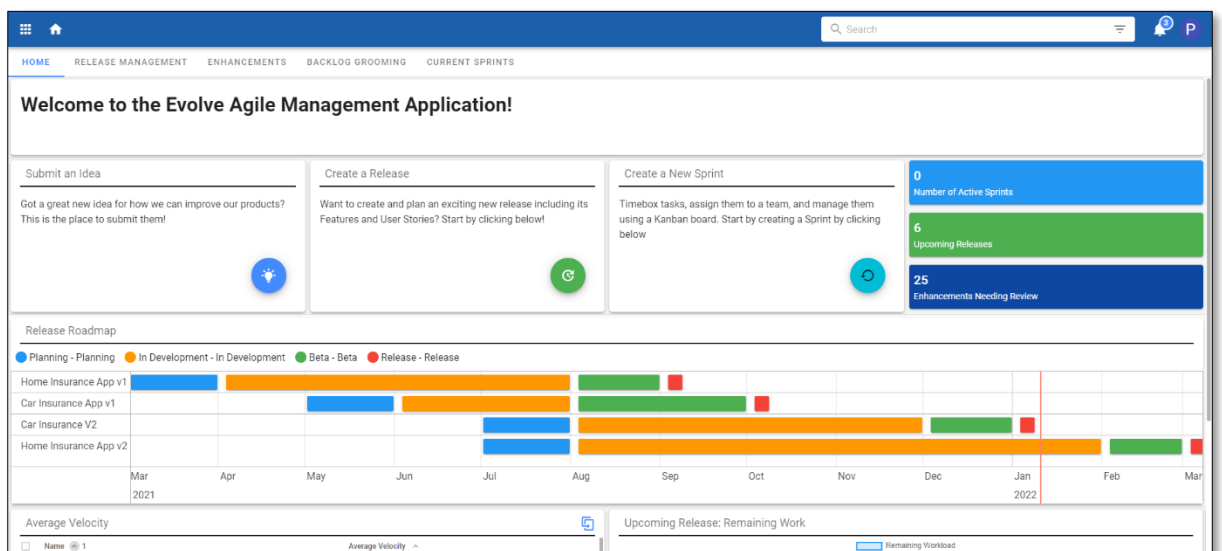 Search
3
P
HOME RELEASE MANAGEMENT ENHANCEMENTS BACKLOG GROOMING CURRENT SPRINTS
Welcome to the Evolve Agile Management Application!
Submit an Idea
Got a great new idea for how we can improve our products?
This is the place to submit them!
Create a Release
Want to create and plan an exciting new release including its
Features and User Stories? Start by clicking below!
Create a New Sprint
Timebox tasks, assign them to a team, and manage them
using a Kanban board. Start by creating a Sprint by clicking
below
0
Number of Active Sprints
6
Upcoming Releases
25
Enhancements Needing Review
Release Roadmap
Planning - Planning In Development - In Development Beta - Beta Release - Release
Home Insurance App v1
Car Insurance App v1
Car Insurance V2
Home Insurance App v2
Mar Apr May Jun Jul Aug Sep Oct Nov Dec Jan Feb Mar
2021 2022
Average Velocity
Name 1 Average Velocity
Upcoming Release: Remaining Work
Remaining Workload